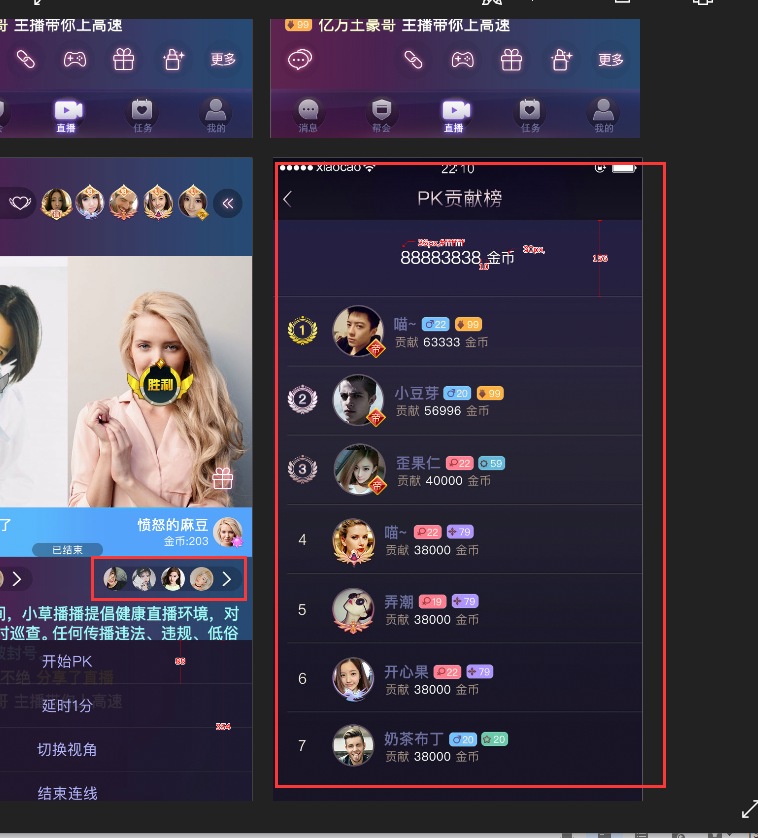 哥 主播带你上高速
更多
直播
任务
我的
99 亿万土豪哥 主播带你上高速
更多
消息
帮会
直播
任务
我的
胜利
了
愤怒的麻豆
金币:203
已结束
间，小草播播提倡健康直播环境，对
时巡查。任何传播违法、违规、低俗
被封号。
开始PK
86
不绝 分享了直播
哥 主播带你上高速
延时1分
切换视角
结束连线
xiaocao
22:10
PK贡献榜
88883838 金币
30px,
156
1
喵~ 22 99
贡献 63333 金币
2
小豆芽 20 99
贡献 56996 金币
3
歪果仁 22 59
贡献 40000 金币
4
喵~ 22 79
贡献 38000 金币
5
弄潮 19 79
贡献 38000 金币
6
开心果 22 79
贡献 38000 金币
7
奶茶布丁 20 20
贡献 38000 金币